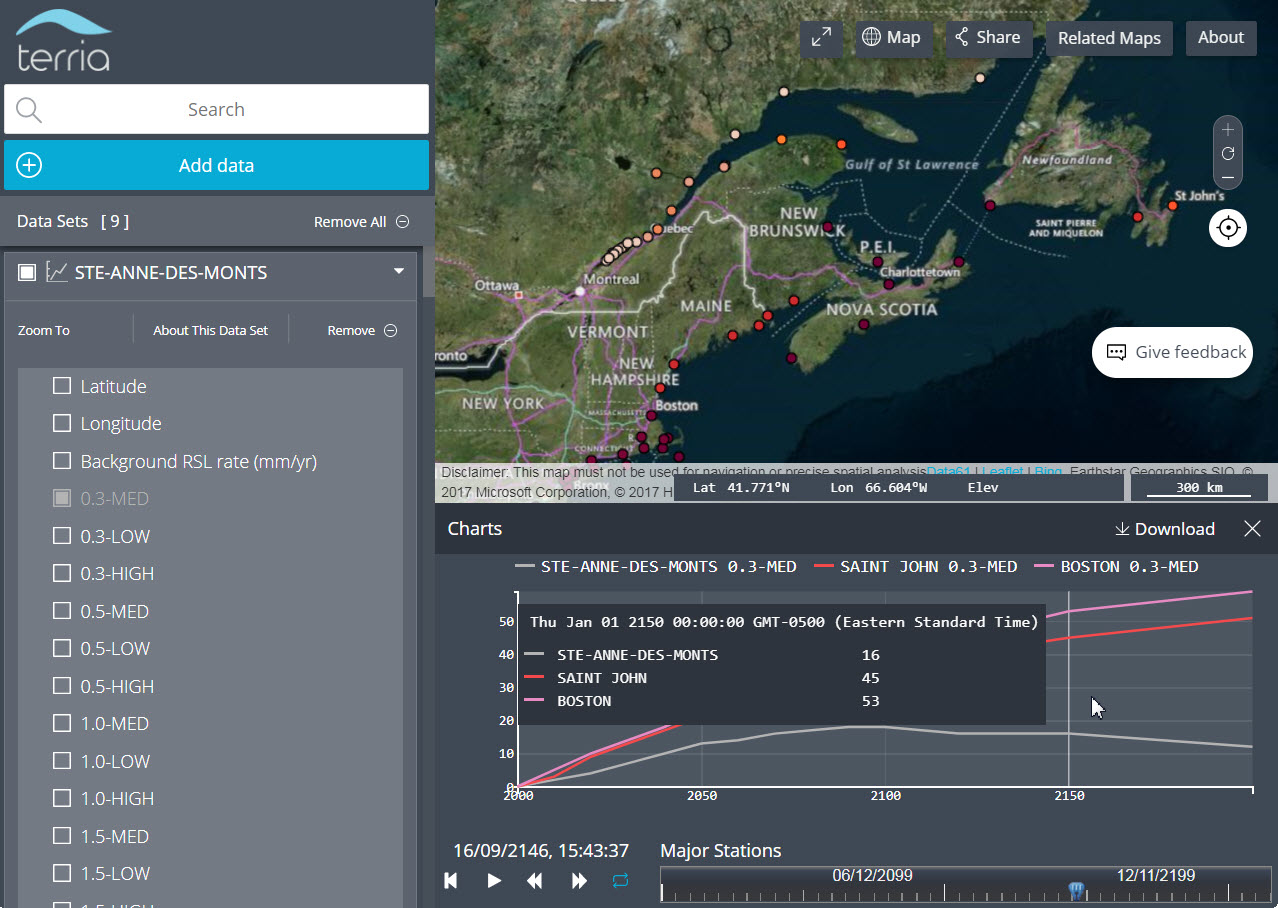 terria
Search
Add data
Data Sets [ 9 ]
Remove All
STE-ANNE-DES-MONTS
Zoom To
About This Data Set
Remove
Latitude
Longitude
Background RSL rate (mm/yr)
0.3-MED
0.3-LOW
0.3-HIGH
0.5-MED
0.5-LOW
0.5-HIGH
1.0-MED
1.0-LOW
1.0-HIGH
1.5-MED
1.5-LOW
1.5-HIGH
Map
Share
Related Maps
About
Gulf of St Lawrence
Newfoundland
St John's
SAINT PIERRE
AND MIQUELON
NEW
BRUNSWICK
P.E.I.
Charlottetown
Ottawa
Montreal
MAINE
NOVA SCOTIA
VERMONT
NEW
HAMPSHIRE
NEW YORK
MASSACHUSETTS
Boston
Give feedback
Disclaimer: This map must not be used for navigation or precise spatial analysis Data61 | Leaflet | Bing, Earthstar Geographics SIO, ©
2017 Microsoft Corporation, © 2017 H
Lat 41.771°N Lon 66.604°W Elev
300 km
Charts
Download
STE-ANNE-DES-MONTS 0.3-MED SAINT JOHN 0.3-MED BOSTON 0.3-MED
Thu Jan 01 2150 00:00:00 GMT-0500 (Eastern Standard Time)
STE-ANNE-DES-MONTS 16
SAINT JOHN 45
BOSTON 53
50
40
30
20
10
0
2000 2050 2100 2150
16/09/2146, 15:43:37
Major Stations
06/12/2099 12/11/2199